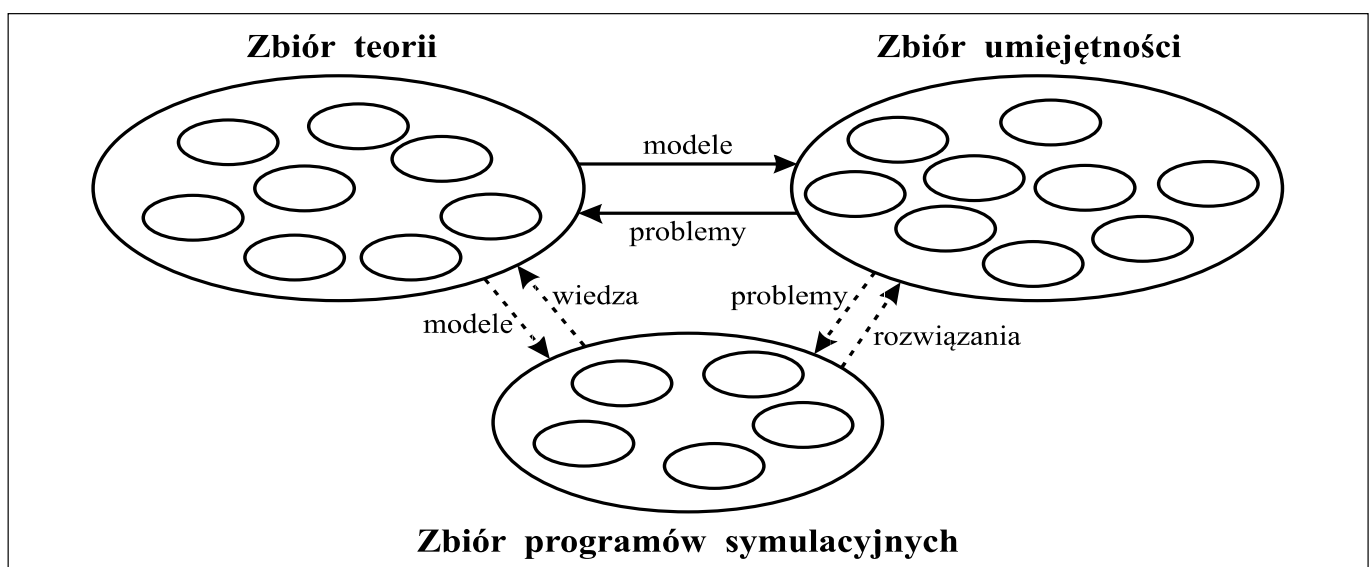 Zbiór teorii
Zbiór umiejętności
modele
problemy
wiedza
modele
problemy
rozwiązania
Zbiór programów symulacyjnych